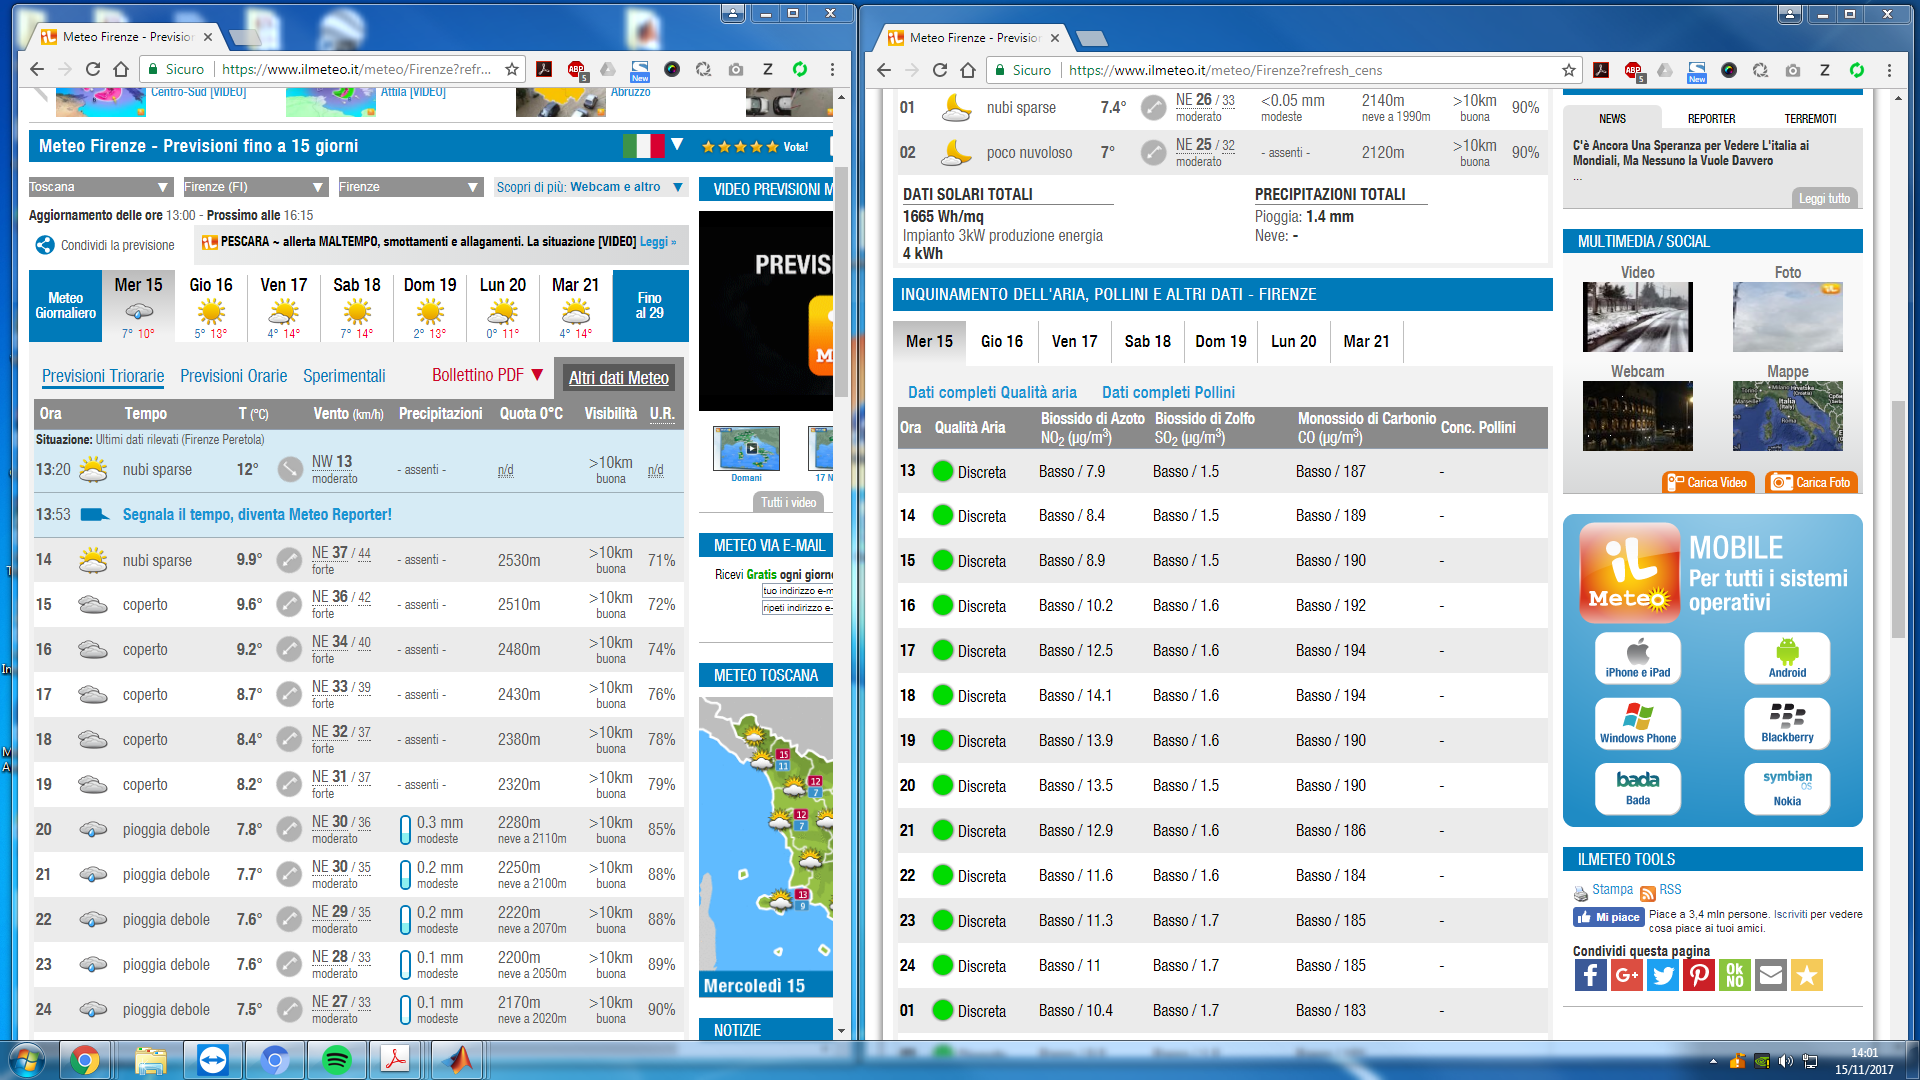 Meteo Firenze - Prevision
Sicuro https://www.ilmeteo.it/meteo/Firenze?refr...
Centro-Sud [VIDEO] Attila [VIDEO] Abruzzo
Meteo Firenze - Previsioni fino a 15 giorni Vota!
Toscana Firenze (FI) Firenze Scopri di più: Webcam e altro
Aggiornamento delle ore 13:00 - Prossimo alle 16:15
Condividi la previsione PESCARA ~ allerta MALTEMPO, smottamenti e allagamenti. La situazione [VIDEO] Leggi »
Meteo Giornaliero Mer 15 Gio 16 Ven 17 Sab 18 Dom 19 Lun 20 Mar 21 Fino al 29
7° 10° 5° 13° 4° 14° 7° 14° 2° 13° 0° 11° 4° 14°
Previsioni Triorarie Previsioni Orarie Sperimentali Bollettino PDF Altri dati Meteo
Ora Tempo T (°C) Vento (km/h) Precipitazioni Quota 0°C Visibilità U.R.
Situazione: Ultimi dati rilevati (Firenze Peretola)
13:20 nubi sparse 12° NW 13 moderato - assenti - n/d >10km buona n/d
13:53 Segnala il tempo, diventa Meteo Reporter!
14 nubi sparse 9.9° NE 37 / 44 forte - assenti - 2530m >10km buona 71%
15 coperto 9.6° NE 36 / 42 forte - assenti - 2510m >10km buona 72%
16 coperto 9.2° NE 34 / 40 forte - assenti - 2480m >10km buona 74%
17 coperto 8.7° NE 33 / 39 forte - assenti - 2430m >10km buona 76%
18 coperto 8.4° NE 32 / 37 forte - assenti - 2380m >10km buona 78%
19 coperto 8.2° NE 31 / 37 forte - assenti - 2320m >10km buona 79%
20 pioggia debole 7.8° NE 30 / 36 moderato 0.3 mm modeste 2280m neve a 2110m >10km buona 85%
21 pioggia debole 7.7° NE 30 / 35 moderato 0.2 mm modeste 2250m neve a 2100m >10km buona 88%
22 pioggia debole 7.6° NE 29 / 35 moderato 0.2 mm modeste 2220m neve a 2070m >10km buona 88%
23 pioggia debole 7.6° NE 28 / 33 moderato 0.1 mm modeste 2200m neve a 2050m >10km buona 89%
24 pioggia debole 7.5° NE 27 / 33 moderato 0.1 mm modeste 2170m neve a 2020m >10km buona 90%
VIDEO PREVISIONI M
PREVIS
Domani 17 N
Tutti i video
METEO VIA E-MAIL
Ricevi Gratis ogni giorno
tuo indirizzo e-m
ripeti indirizzo e-
METEO TOSCANA
15 11
12 7
12 7
13 9
Mercoledì 15
NOTIZIE
Meteo Firenze - Prevision
Sicuro https://www.ilmeteo.it/meteo/Firenze?refresh_cens
01 nubi sparse 7.4° NE 26 / 33 moderato <0.05 mm modeste 2140m neve a 1990m >10km buona 90%
02 poco nuvoloso 7° NE 25 / 32 moderato - assenti - 2120m >10km buona 90%
DATI SOLARI TOTALI PRECIPITAZIONI TOTALI
1665 Wh/mq Pioggia: 1.4 mm
Impianto 3kW produzione energia Neve: -
4 kWh
INQUINAMENTO DELL'ARIA, POLLINI E ALTRI DATI - FIRENZE
Mer 15 Gio 16 Ven 17 Sab 18 Dom 19 Lun 20 Mar 21
Dati completi Qualità aria Dati completi Pollini
Ora Qualità Aria Biossido di Azoto NO2 (µg/m3) Biossido di Zolfo SO2 (µg/m3) Monossido di Carbonio CO (µg/m3) Conc. Pollini
13 Discreta Basso / 7.9 Basso / 1.5 Basso / 187 -
14 Discreta Basso / 8.4 Basso / 1.5 Basso / 189 -
15 Discreta Basso / 8.9 Basso / 1.5 Basso / 190 -
16 Discreta Basso / 10.2 Basso / 1.6 Basso / 192 -
17 Discreta Basso / 12.5 Basso / 1.6 Basso / 194 -
18 Discreta Basso / 14.1 Basso / 1.6 Basso / 194 -
19 Discreta Basso / 13.9 Basso / 1.6 Basso / 190 -
20 Discreta Basso / 13.5 Basso / 1.5 Basso / 190 -
21 Discreta Basso / 12.9 Basso / 1.6 Basso / 186 -
22 Discreta Basso / 11.6 Basso / 1.6 Basso / 184 -
23 Discreta Basso / 11.3 Basso / 1.7 Basso / 185 -
24 Discreta Basso / 11 Basso / 1.7 Basso / 185 -
01 Discreta Basso / 10.4 Basso / 1.7 Basso / 183 -
NEWS REPORTER TERREMOTI
C'è Ancora Una Speranza per Vedere L'italia ai
Mondiali, Ma Nessuno la Vuole Davvero
...
Leggi tutto
MULTIMEDIA / SOCIAL
Video Foto
Webcam Mappe
Carica Video Carica Foto
iL Meteo
MOBILE
Per tutti i sistemi
operativi
iPhone e iPad Android
Windows Phone Blackberry
bada Bada symbian OS Nokia
ILMETEO TOOLS
Stampa RSS
Mi piace Piace a 3,4 mln persone. Iscriviti per vedere
cosa piace ai tuoi amici.
Condividi questa pagina
OK NO
14:01
15/11/2017